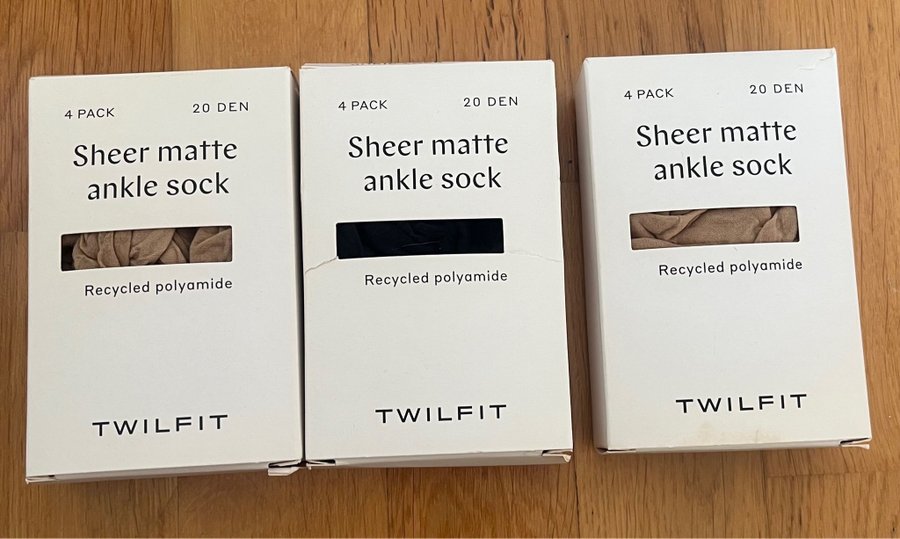 4 PACK 20 DEN
Sheer matte
ankle sock
Recycled polyamide
TWILFIT
4 PACK 20 DEN
Sheer matte
ankle sock
Recycled polyamide
TWILFIT
4 PACK 20 DEN
Sheer matte
ankle sock
Recycled polyamide
TWILFIT